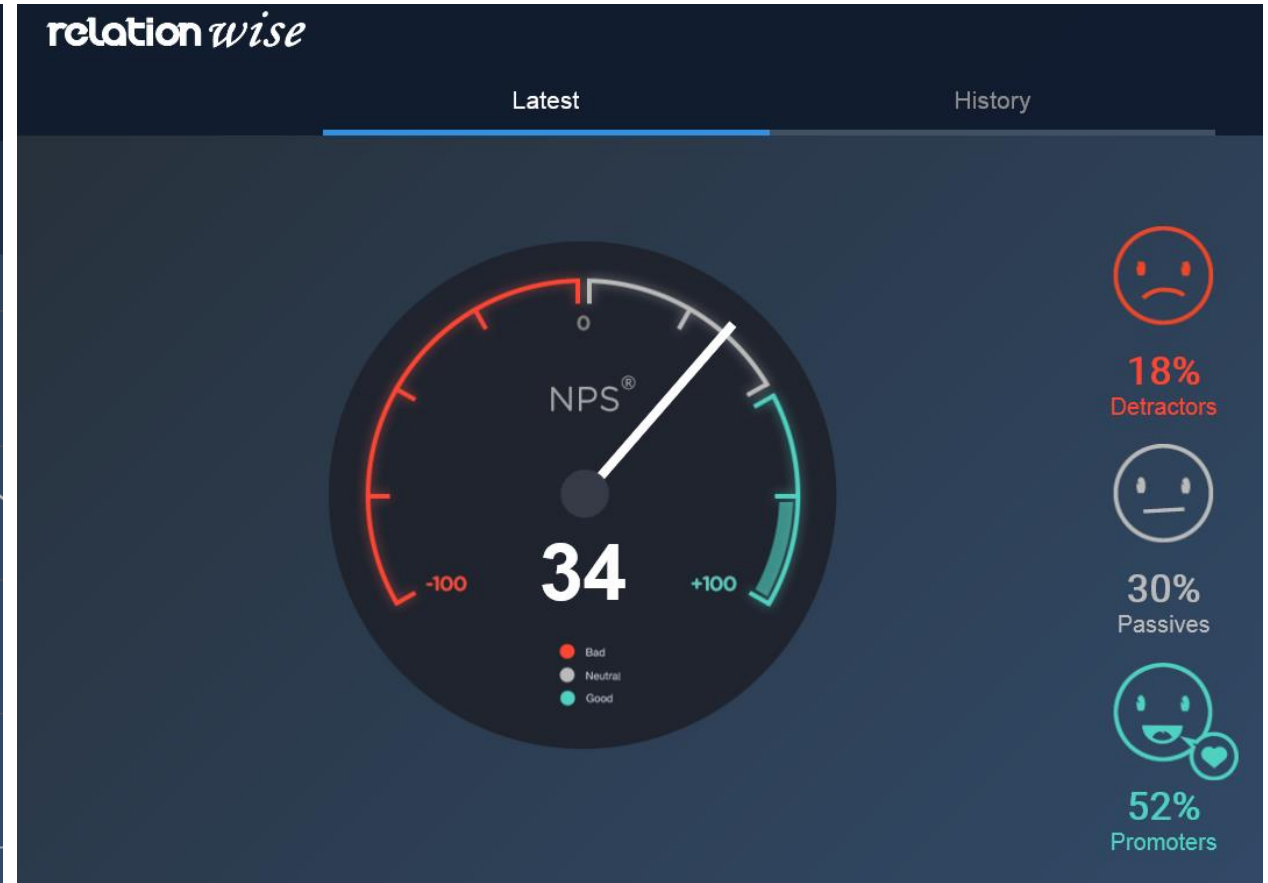 relation wise
Latest History
0
NPS®
-100 34 +100
Bad
Neutral
Good
18%
Detractors
30%
Passives
52%
Promoters